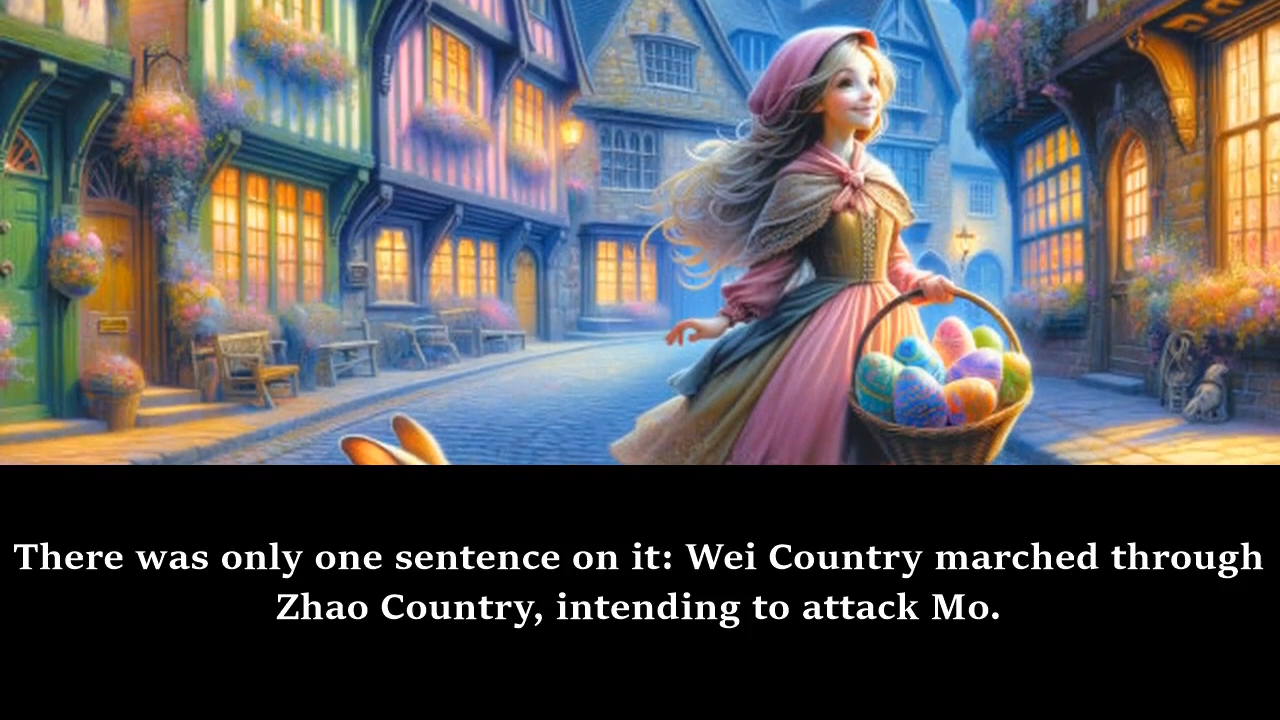 There was only one sentence on it: Wei Country marched through
Zhao Country, intending to attack Mo.